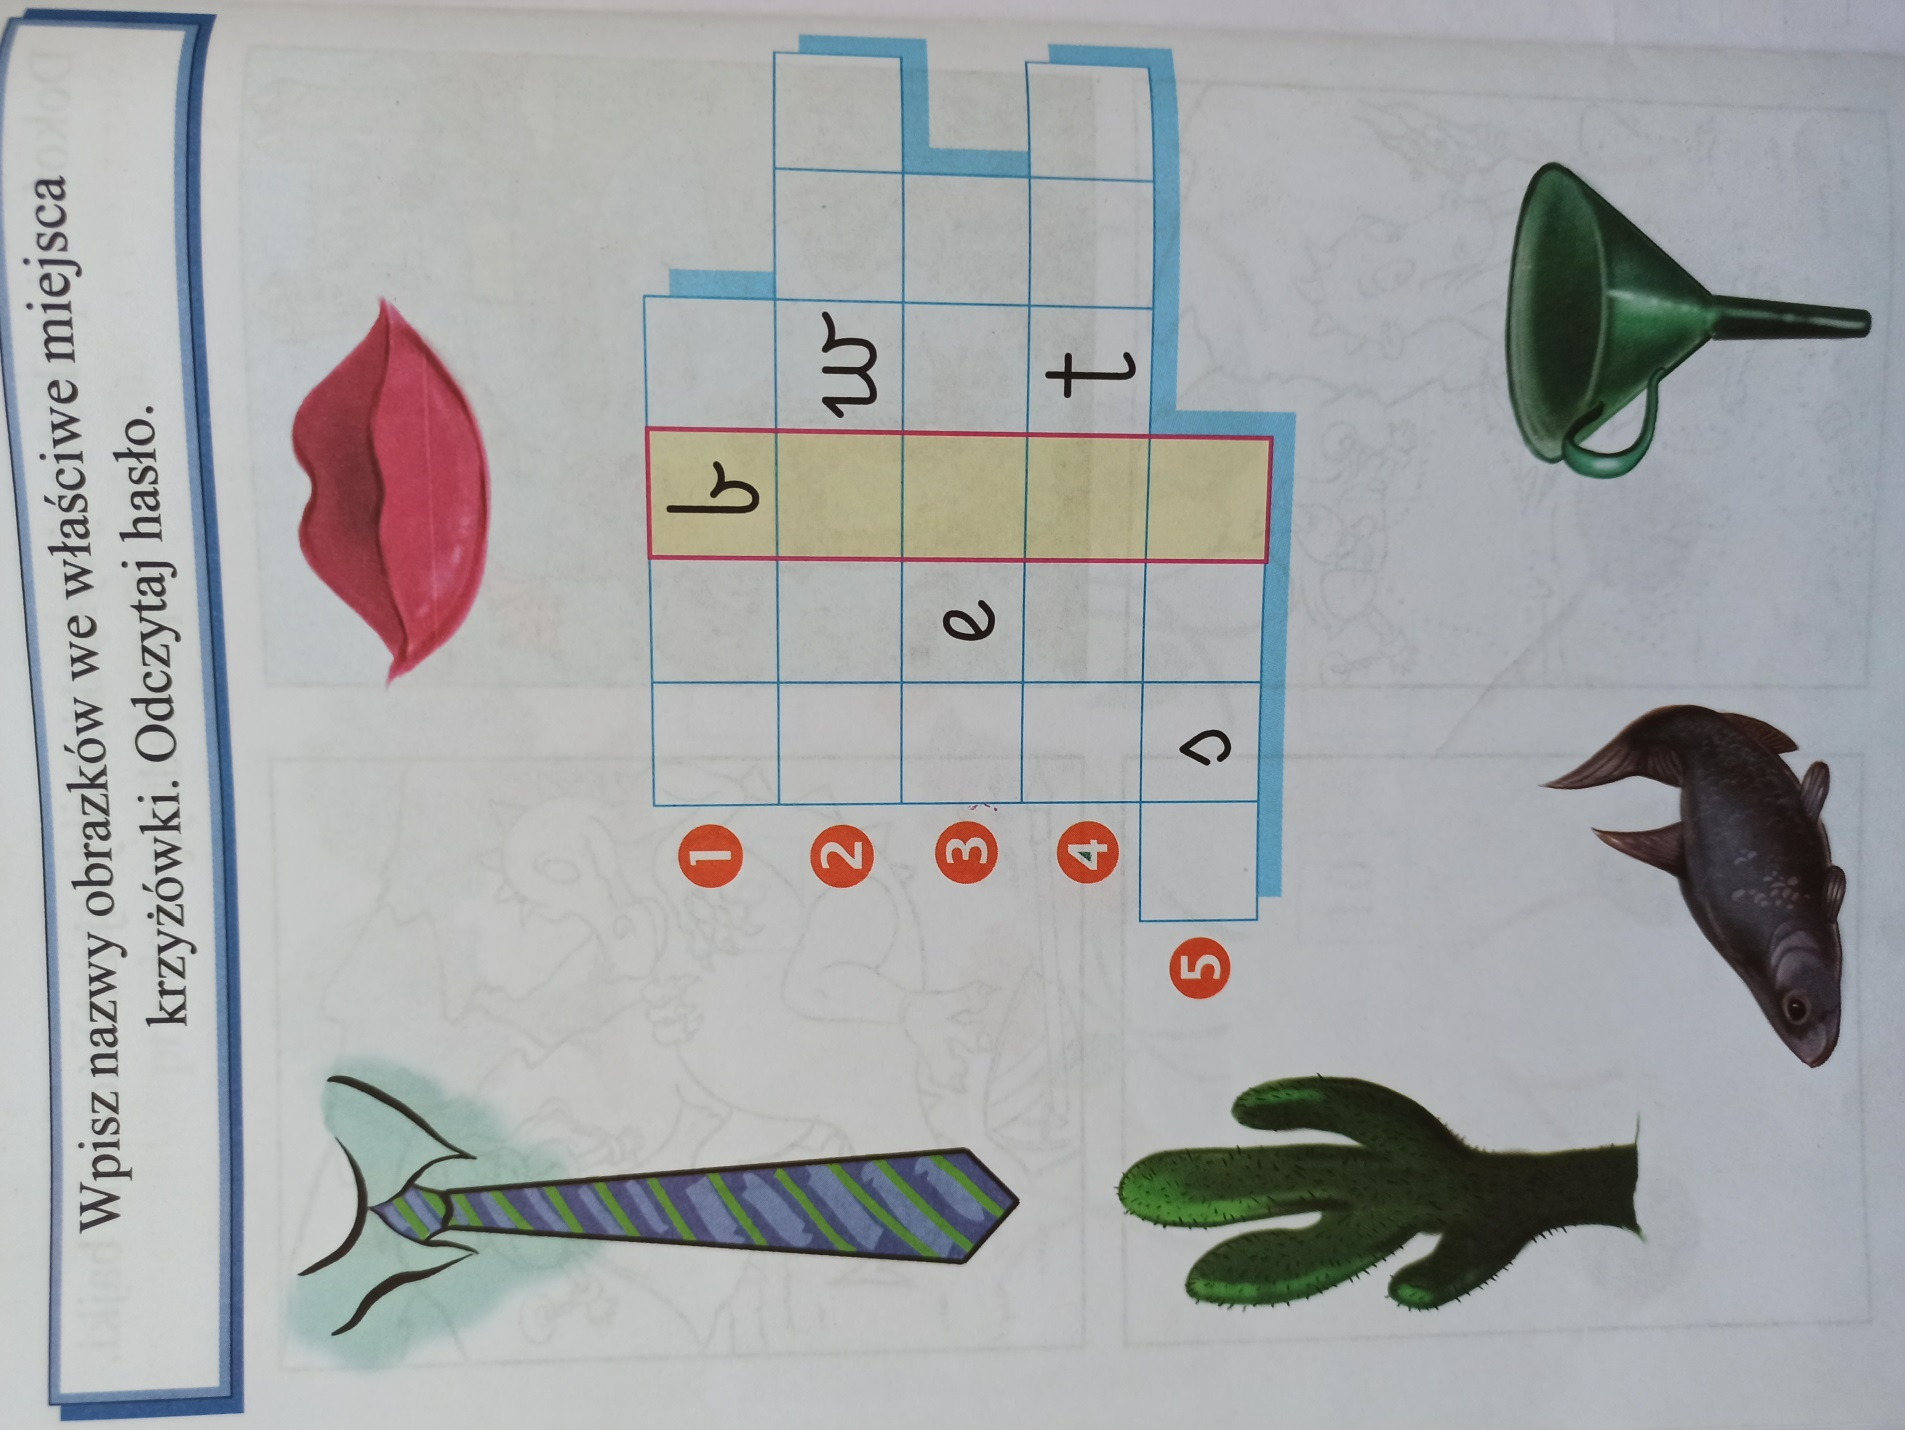 Wpisz nazwy obrazków we właściwe miejsca
krzyżówki. Odczytaj hasło.
1 b
2 w
3 e
4 t
5 s